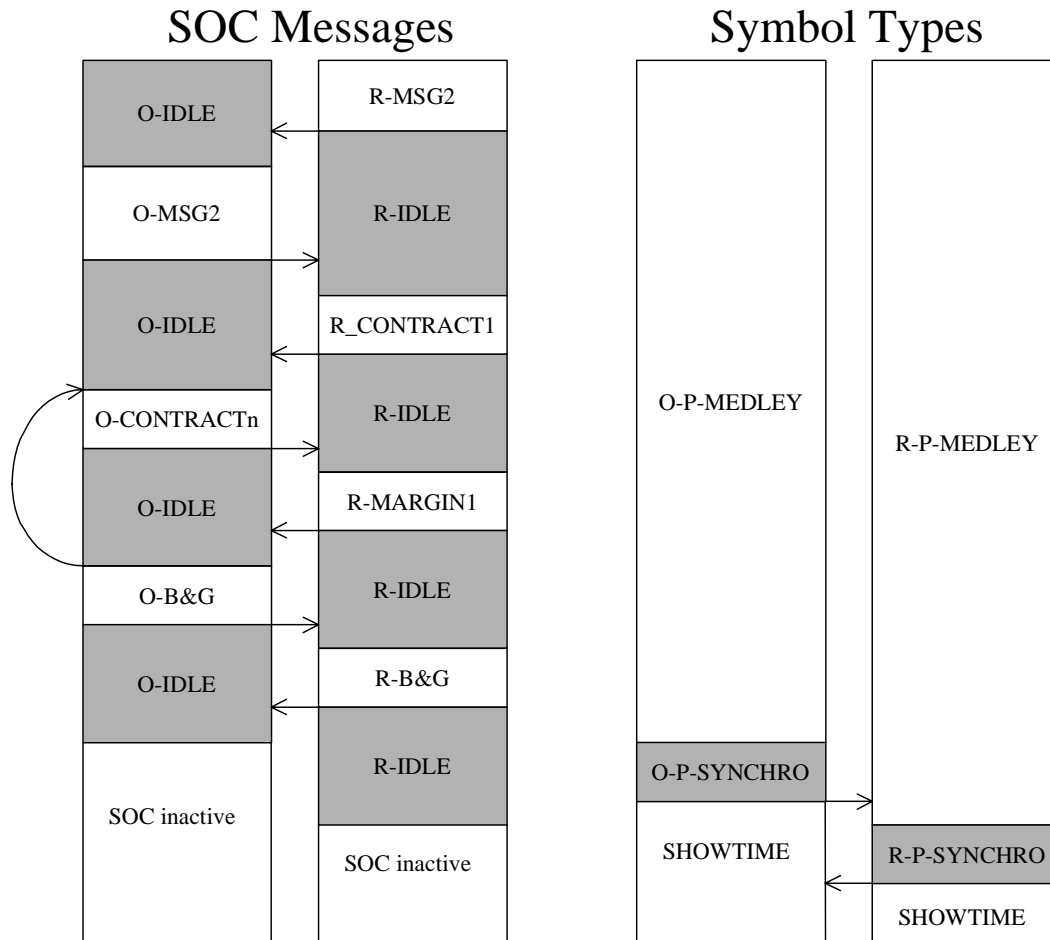 SOC Messages
Symbol Types
O-IDLE
R-MSG2
O-MSG2
R-IDLE
O-IDLE
R_CONTRACT1
O-CONTRACTn
R-IDLE
O-IDLE
R-MARGIN1
O-B&G
R-IDLE
O-IDLE
R-B&G
R-IDLE
SOC inactive
SOC inactive
O-P-MEDLEY
R-P-MEDLEY
O-P-SYNCHRO
SHOWTIME
R-P-SYNCHRO
SHOWTIME